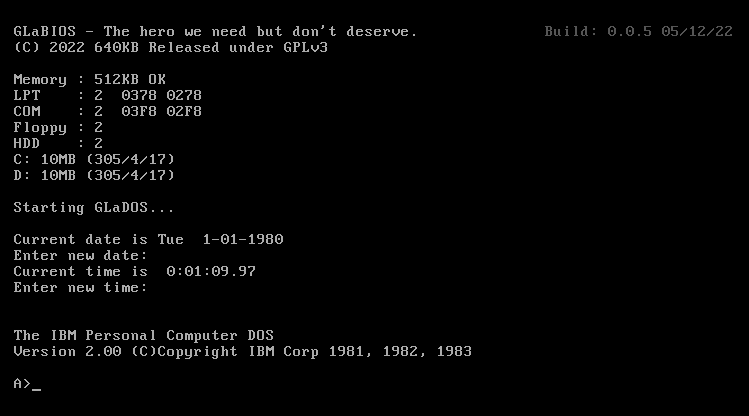 GLaBIOS - The hero we need but don't deserve. Build: 0.0.5 05/12/22
(C) 2022 640KB Released under GPLv3
Memory : 512KB OK
LPT : 2 0378 0278
COM : 2 03F8 02F8
Floppy : 2
HDD : 2
C: 10MB (305/4/17)
D: 10MB (305/4/17)
Starting GLaDOS...
Current date is Tue 1-01-1980
Enter new date:
Current time is 0:01:09.97
Enter new time:
The IBM Personal Computer DOS
Version 2.00 (C)Copyright IBM Corp 1981, 1982, 1983
A>_